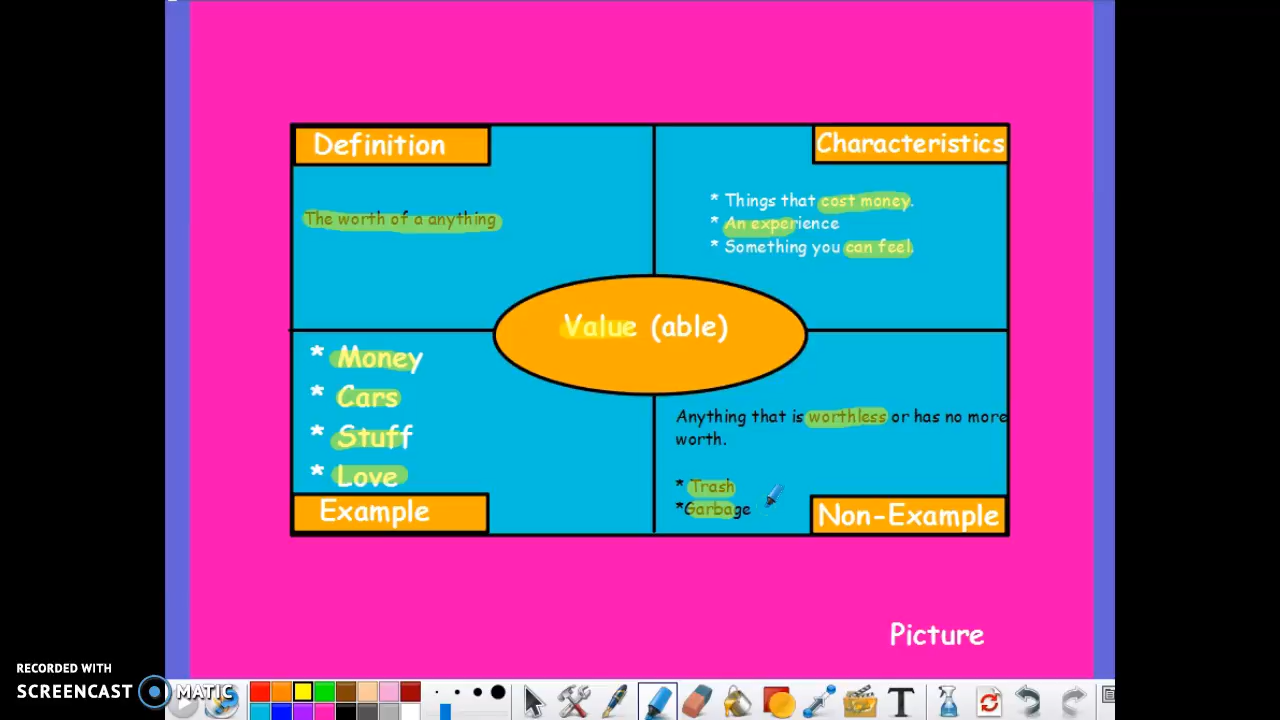 Definition
Characteristics
The worth of a anything
* Things that cost money.
* An experience
* Something you can feel.
Value (able)
* Money
* Cars
* Stuff
* Love
Example
Anything that is worthless or has no more
worth.
* Trash
*Garbage
Non-Example
Picture
RECORDED WITH
SCREENCAST MATIC
T